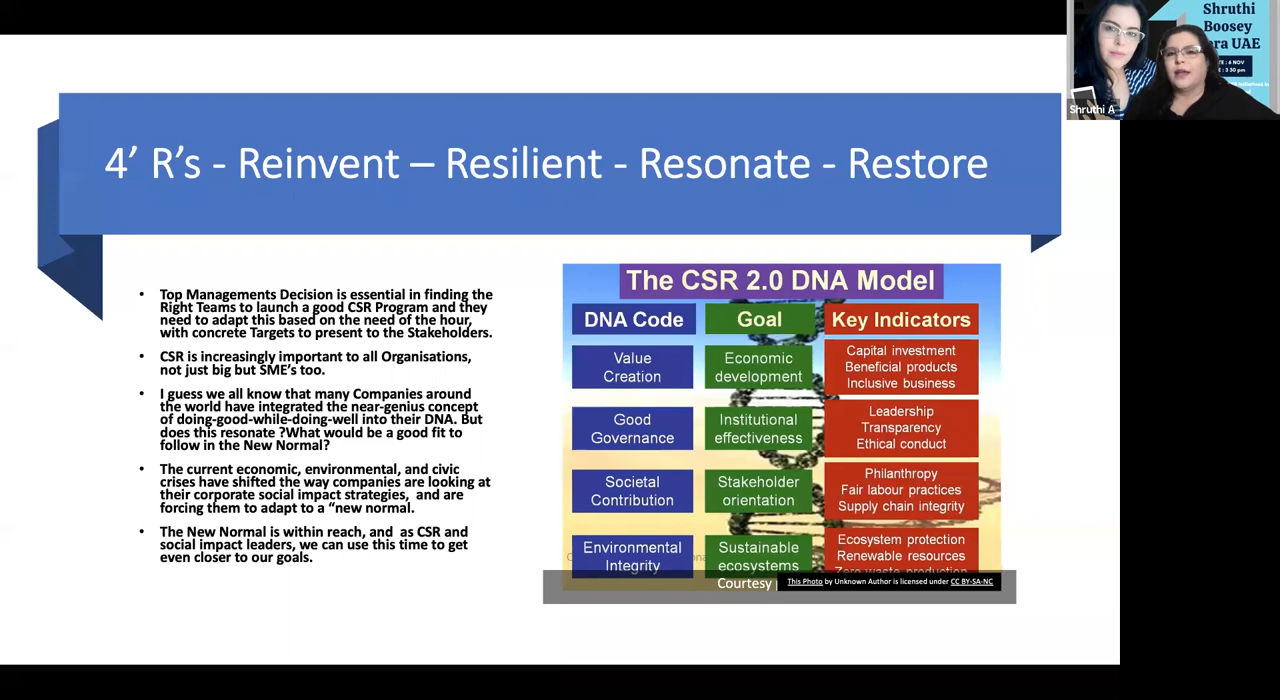 Shruthi
Boosey
ra UAE
6 NOV
3 30 pm
Shruthi A
4’ R’s - Reinvent – Resilient - Resonate - Restore
• Top Managements Decision is essential in finding the
Right Teams to launch a good CSR Program and they
need to adapt this based on the need of the hour,
with concrete Targets to present to the Stakeholders.
• CSR is increasingly important to all Organisations,
not just big but SME’s too.
• I guess we all know that many Companies around
the world have integrated the near-genius concept
of doing-good-while-doing-well into their DNA. But
does this resonate ?What would be a good fit to
follow in the New Normal?
• The current economic, environmental, and civic
crises have shifted the way companies are looking at
their corporate social impact strategies, and are
forcing them to adapt to a “new normal.
• The New Normal is within reach, and as CSR and
social impact leaders, we can use this time to get
even closer to our goals.
The CSR 2.0 DNA Model
DNA Code Goal Key Indicators
Value
Creation
Economic
development
Capital investment
Beneficial products
Inclusive business
Good
Governance
Institutional
effectiveness
Leadership
Transparency
Ethical conduct
Societal
Contribution
Stakeholder
orientation
Philanthropy
Fair labour practices
Supply chain integrity
Environmental
Integrity
Sustainable
ecosystems
Ecosystem protection
Renewable resources
Zero waste production
Courtesy
This Photo by Unknown Author is licensed under CC BY-SA-NC